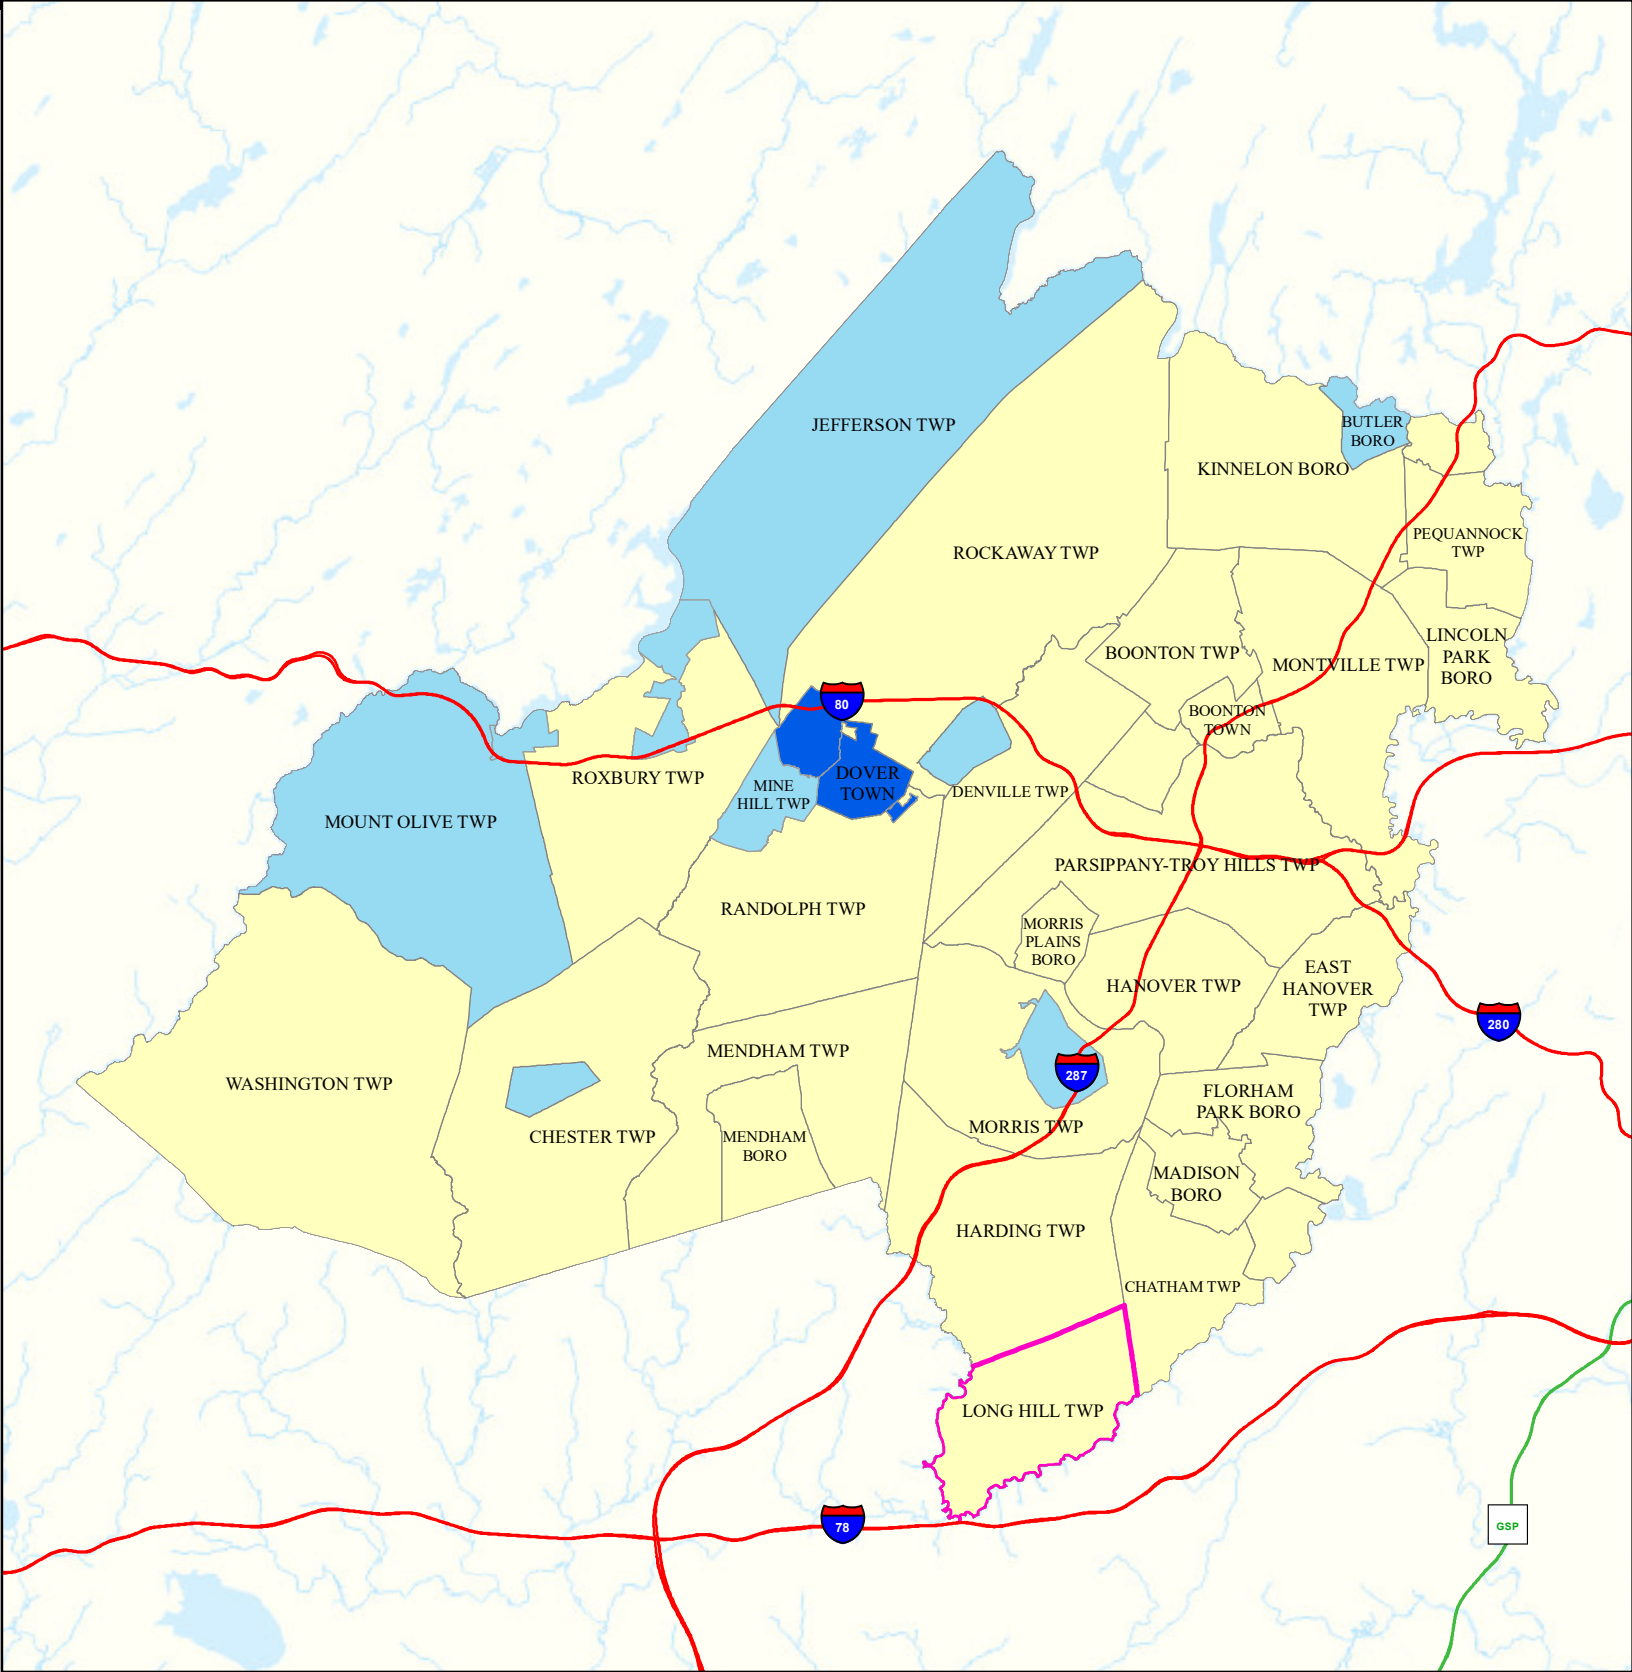 JEFFERSON TWP
BUTLER
BORO
KINNELON BORO
PEQUANNOCK
TWP
ROCKAWAY TWP
LINCOLN
PARK
BORO
BOONTON TWP
MONTVILLE TWP
80
BOONTON
TOWN
ROXBURY TWP
MINE
HILL TWP
DOVER
TOWN
DENVILLE TWP
MOUNT OLIVE TWP
PARSIPPANY-TROY HILLS TWP
RANDOLPH TWP
MORRIS
PLAINS
BORO
EAST
HANOVER
TWP
HANOVER TWP
280
MENDHAM TWP
287
WASHINGTON TWP
FLORHAM
PARK BORO
CHESTER TWP
MENDHAM
BORO
MORRIS TWP
MADISON
BORO
HARDING TWP
CHATHAM TWP
LONG HILL TWP
78
GSP